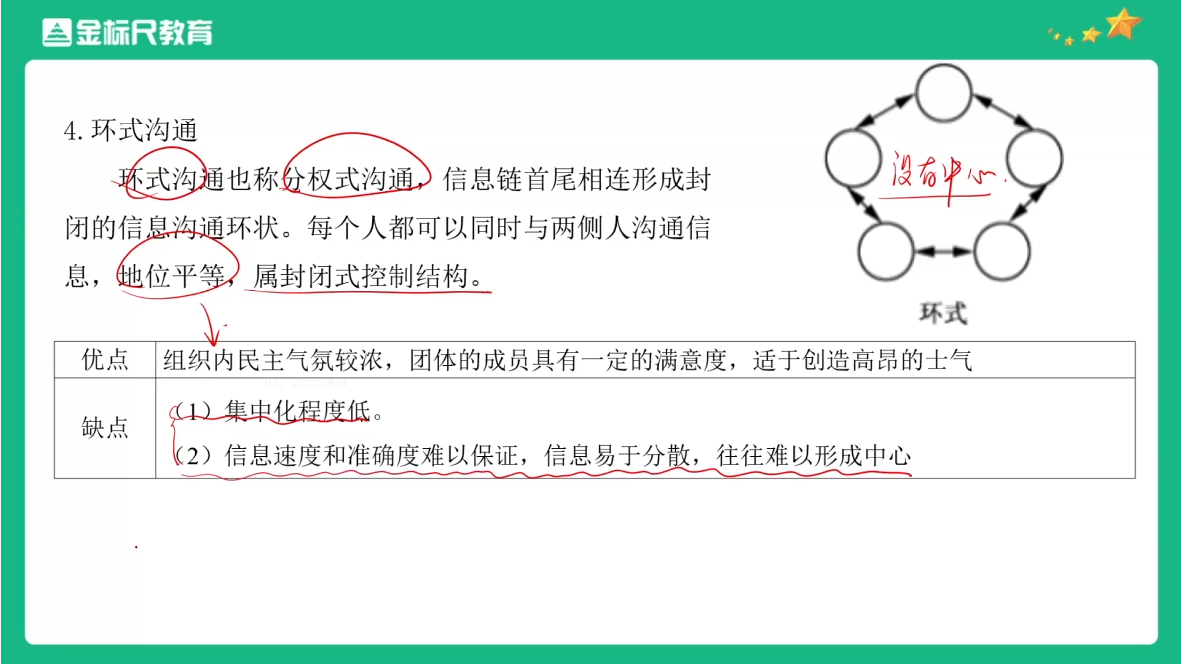 金标尺教育
4. 环式沟通
环式沟通也称分权式沟通，信息链首尾相连形成封
闭的信息沟通环状。每个人都可以同时与两侧人沟通信
息，地位平等，属封闭式控制结构。
没有中心.
环式
优点 组织内民主气氛较浓，团体的成员具有一定的满意度，适于创造高昂的士气
ID：3555369
缺点
（1）集中化程度低。
（2）信息速度和准确度难以保证，信息易于分散，往往难以形成中心